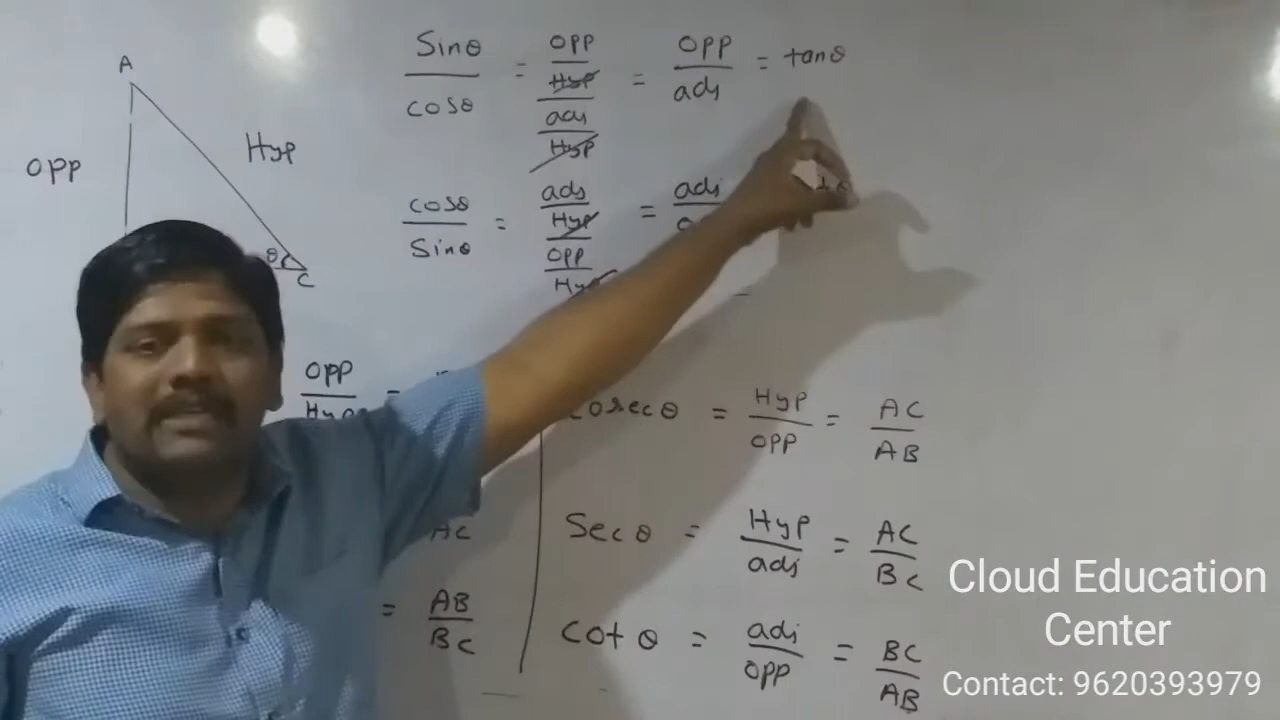 A
opp
Hyp
θ
C
Sinθ / cosθ = opp / Hyp / adj / Hyp = opp / adj = tanθ
cosθ / Sinθ = adj / Hyp / opp / Hyp = adj
opp / Hyp =
cosecθ = Hyp / opp = AC / AB
AC
Sec θ = Hyp / adj = AC / BC
= AB / BC
Cot θ = adj / opp = BC / AB
Cloud Education
Center
Contact: 9620393979